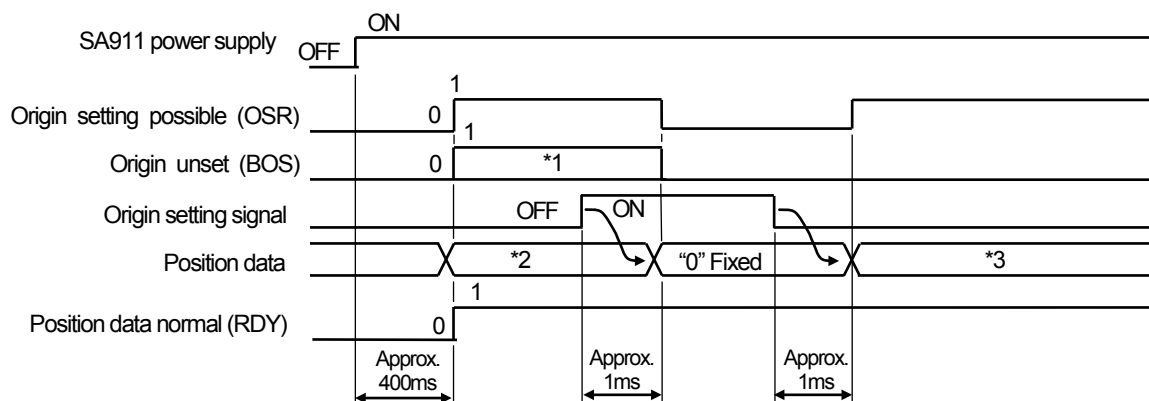 ON
SA911 power supply
OFF
1
Origin setting possible (OSR)
0
1
Origin unset (BOS)
0
*1
Origin setting signal
OFF
ON
Position data
*2
“0” Fixed
*3
1
Position data normal (RDY)
0
Approx.
400ms
Approx.
1ms
Approx.
1ms